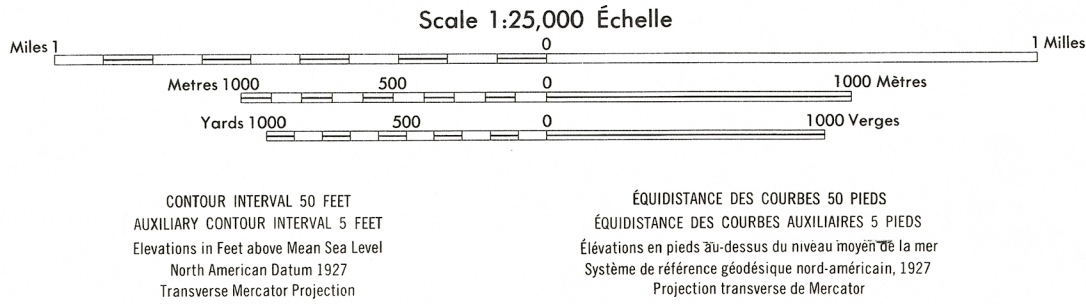 Scale 1:25,000 Échelle
Miles 1 0 1 Milles
Metres 1000 500 0 1000 Mètres
Yards 1000 500 0 1000 Verges
CONTOUR INTERVAL 50 FEET
AUXILIARY CONTOUR INTERVAL 5 FEET
Elevations in Feet above Mean Sea Level
North American Datum 1927
Transverse Mercator Projection
ÉQUIDISTANCE DES COURBES 50 PIEDS
ÉQUIDISTANCE DES COURBES AUXILIAIRES 5 PIEDS
Élévations en pieds au-dessus du niveau moyen de la mer
Système de référence géodésique nord-américain, 1927
Projection transverse de Mercator